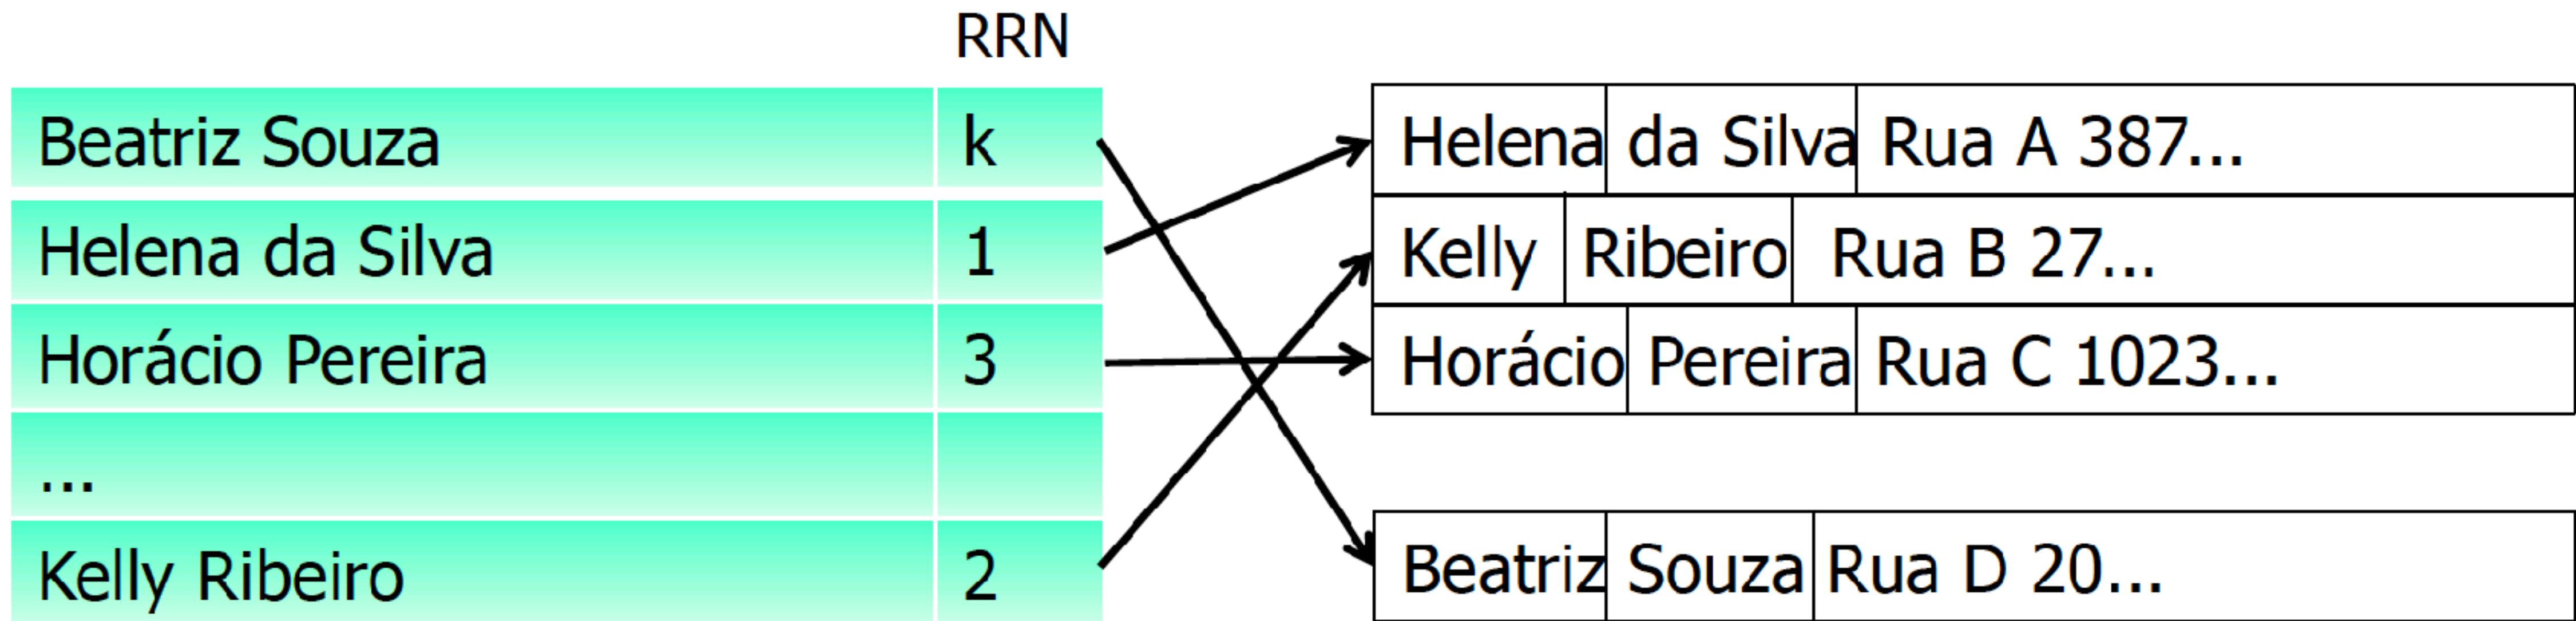 RRN
Beatriz Souza k
Helena da Silva 1
Horácio Pereira 3
...
Kelly Ribeiro 2
Helena da Silva Rua A 387...
Kelly Ribeiro Rua B 27...
Horácio Pereira Rua C 1023...
Beatriz Souza Rua D 20...